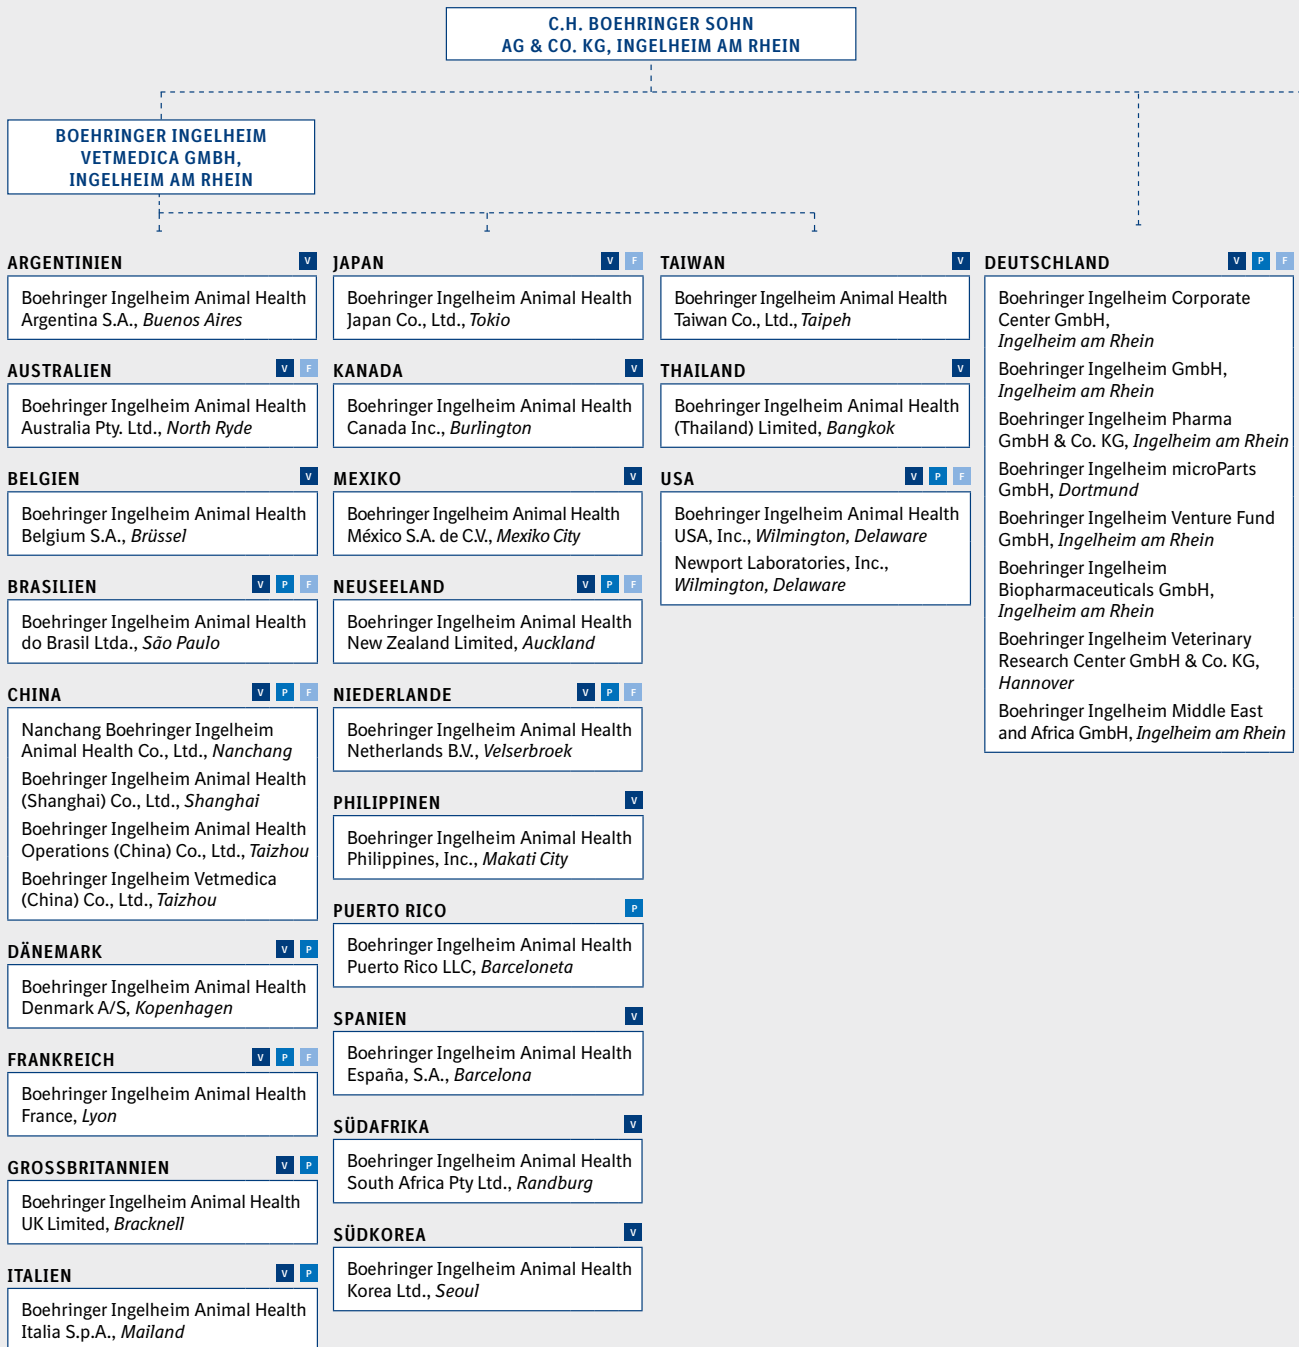 C.H. BOEHRINGER SOHN
AG & CO. KG, INGELHEIM AM RHEIN
BOEHRINGER INGELHEIM
VETMEDICA GMBH,
INGELHEIM AM RHEIN
ARGENTINIEN V
Boehringer Ingelheim Animal Health
Argentina S.A., Buenos Aires
AUSTRALIEN V F
Boehringer Ingelheim Animal Health
Australia Pty. Ltd., North Ryde
BELGIEN V
Boehringer Ingelheim Animal Health
Belgium S.A., Brüssel
BRASILIEN V P F
Boehringer Ingelheim Animal Health
do Brasil Ltda., São Paulo
CHINA V P F
Nanchang Boehringer Ingelheim
Animal Health Co., Ltd., Nanchang
Boehringer Ingelheim Animal Health
(Shanghai) Co., Ltd., Shanghai
Boehringer Ingelheim Animal Health
Operations (China) Co., Ltd., Taizhou
Boehringer Ingelheim Vetmedica
(China) Co., Ltd., Taizhou
DÄNEMARK V P
Boehringer Ingelheim Animal Health
Denmark A/S, Kopenhagen
FRANKREICH V P F
Boehringer Ingelheim Animal Health
France, Lyon
GROSSBRITANNIEN V P
Boehringer Ingelheim Animal Health
UK Limited, Bracknell
ITALIEN V P
Boehringer Ingelheim Animal Health
Italia S.p.A., Mailand
JAPAN V F
Boehringer Ingelheim Animal Health
Japan Co., Ltd., Tokio
KANADA V
Boehringer Ingelheim Animal Health
Canada Inc., Burlington
MEXIKO V
Boehringer Ingelheim Animal Health
México S.A. de C.V., Mexiko City
NEUSEELAND V P F
Boehringer Ingelheim Animal Health
New Zealand Limited, Auckland
NIEDERLANDE V P F
Boehringer Ingelheim Animal Health
Netherlands B.V., Velserbroek
PHILIPPINEN V
Boehringer Ingelheim Animal Health
Philippines, Inc., Makati City
PUERTO RICO P
Boehringer Ingelheim Animal Health
Puerto Rico LLC, Barceloneta
SPANIEN V
Boehringer Ingelheim Animal Health
España, S.A., Barcelona
SÜDAFRIKA V
Boehringer Ingelheim Animal Health
South Africa Pty Ltd., Randburg
SÜDKOREA V
Boehringer Ingelheim Animal Health
Korea Ltd., Seoul
TAIWAN V
Boehringer Ingelheim Animal Health
Taiwan Co., Ltd., Taipeh
THAILAND V
Boehringer Ingelheim Animal Health
(Thailand) Limited, Bangkok
USA V P F
Boehringer Ingelheim Animal Health
USA, Inc., Wilmington, Delaware
Newport Laboratories, Inc.,
Wilmington, Delaware
DEUTSCHLAND V P F
Boehringer Ingelheim Corporate
Center GmbH,
Ingelheim am Rhein
Boehringer Ingelheim GmbH,
Ingelheim am Rhein
Boehringer Ingelheim Pharma
GmbH & Co. KG, Ingelheim am Rhein
Boehringer Ingelheim microParts
GmbH, Dortmund
Boehringer Ingelheim Venture Fund
GmbH, Ingelheim am Rhein
Boehringer Ingelheim
Biopharmaceuticals GmbH,
Ingelheim am Rhein
Boehringer Ingelheim Veterinary
Research Center GmbH & Co. KG,
Hannover
Boehringer Ingelheim Middle East
and Africa GmbH, Ingelheim am Rhein